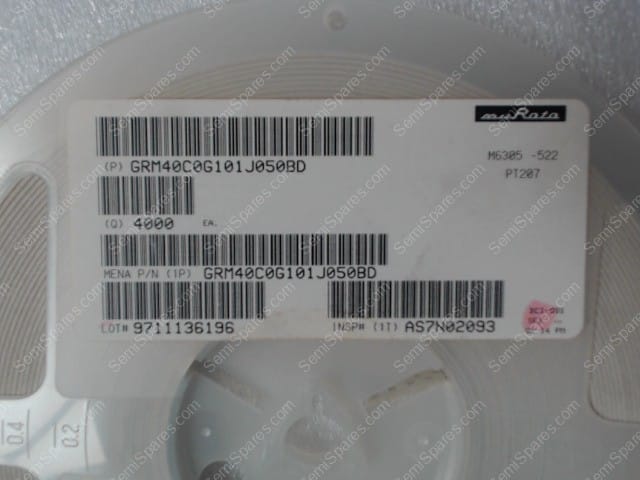 muRata
M6305 -522
PT207
(P) GRM40C0G101J050BD
(Q) 4000 EA.
MENA P/N (1P) GRM40C0G101J050BD
LOT# 9711136196
INSP# (1T) AS7N02093
PM
0.4
0.2
SemiSpares.com